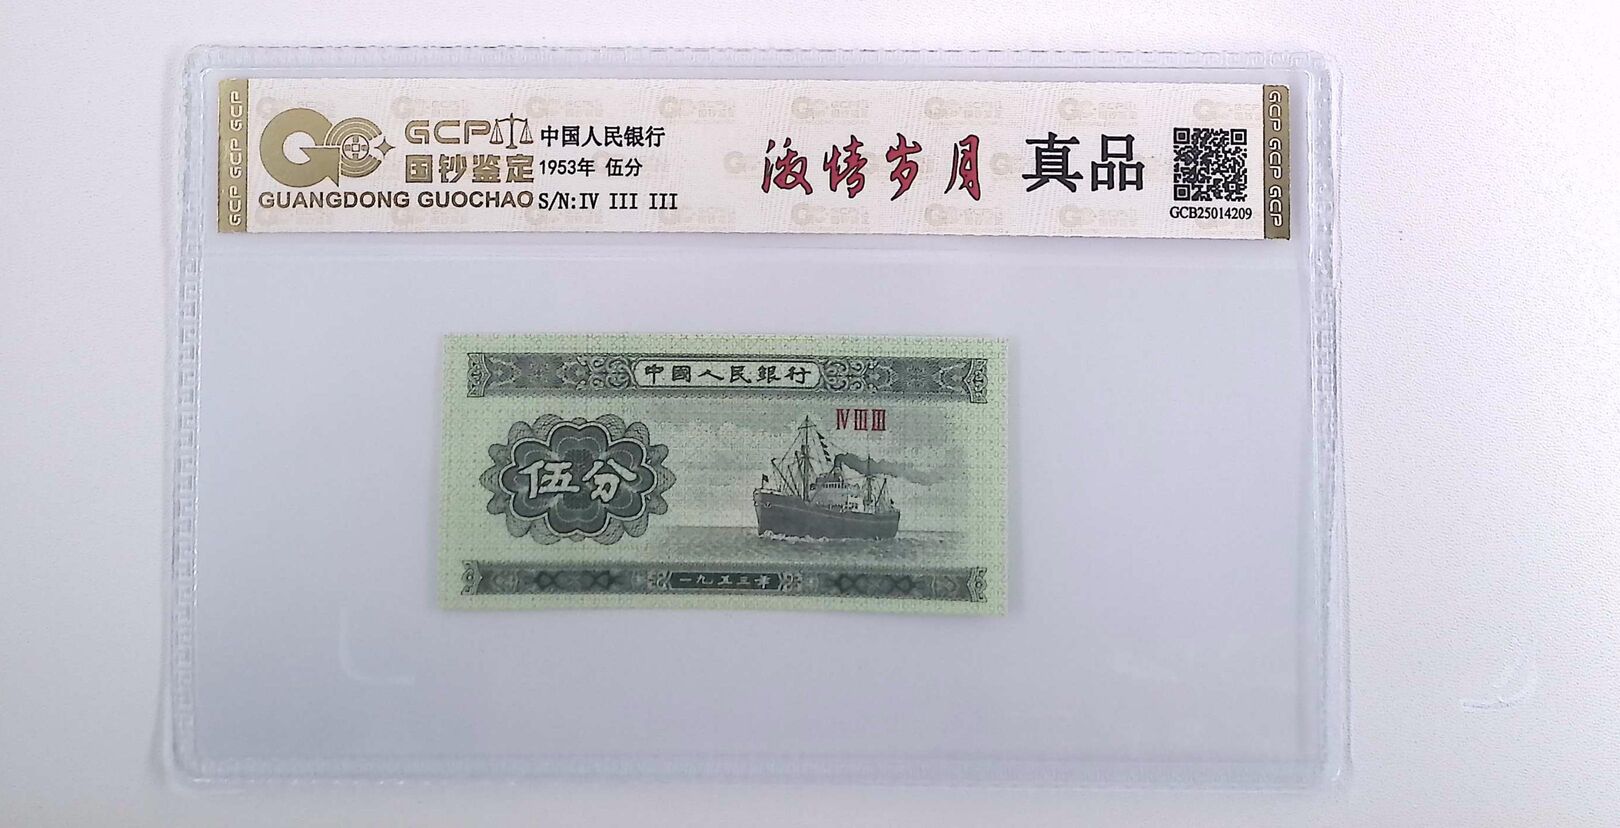 GCP
国钞鉴定
GUANGDONG GUOCHAO
中国人民银行
1953年 伍分
S/N:IV III III
激情岁月
真品
GCB25014209
GCP GCP GCP
GCP GCP GCP
中國人民銀行
IV III III
伍分
一九五三年